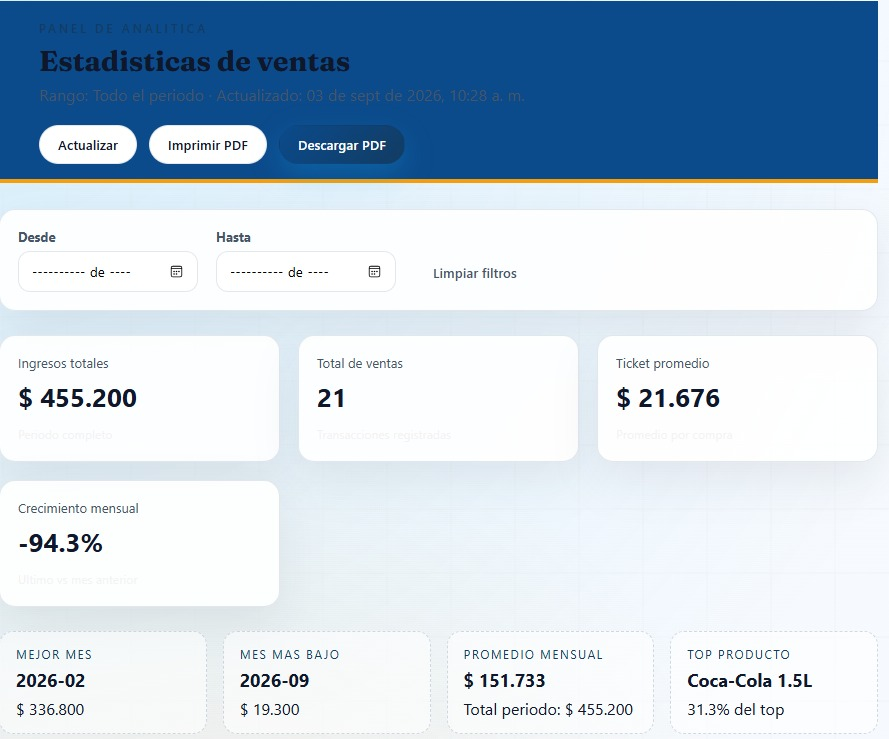 PANEL DE ANALITICA
Estadisticas de ventas
Rango: Todo el periodo · Actualizado: 03 de sept de 2026, 10:28 a. m.
Actualizar Imprimir PDF Descargar PDF
Desde Hasta
---------- de ---- ---------- de ---- Limpiar filtros
Ingresos totales Total de ventas Ticket promedio
$ 455.200 21 $ 21.676
Periodo completo Transacciones registradas Promedio por compra
Crecimiento mensual
-94.3%
Ultimo vs mes anterior
MEJOR MES MES MAS BAJO PROMEDIO MENSUAL TOP PRODUCTO
2026-02 2026-09 $ 151.733 Coca-Cola 1.5L
$ 336.800 $ 19.300 Total periodo: $ 455.200 31.3% del top